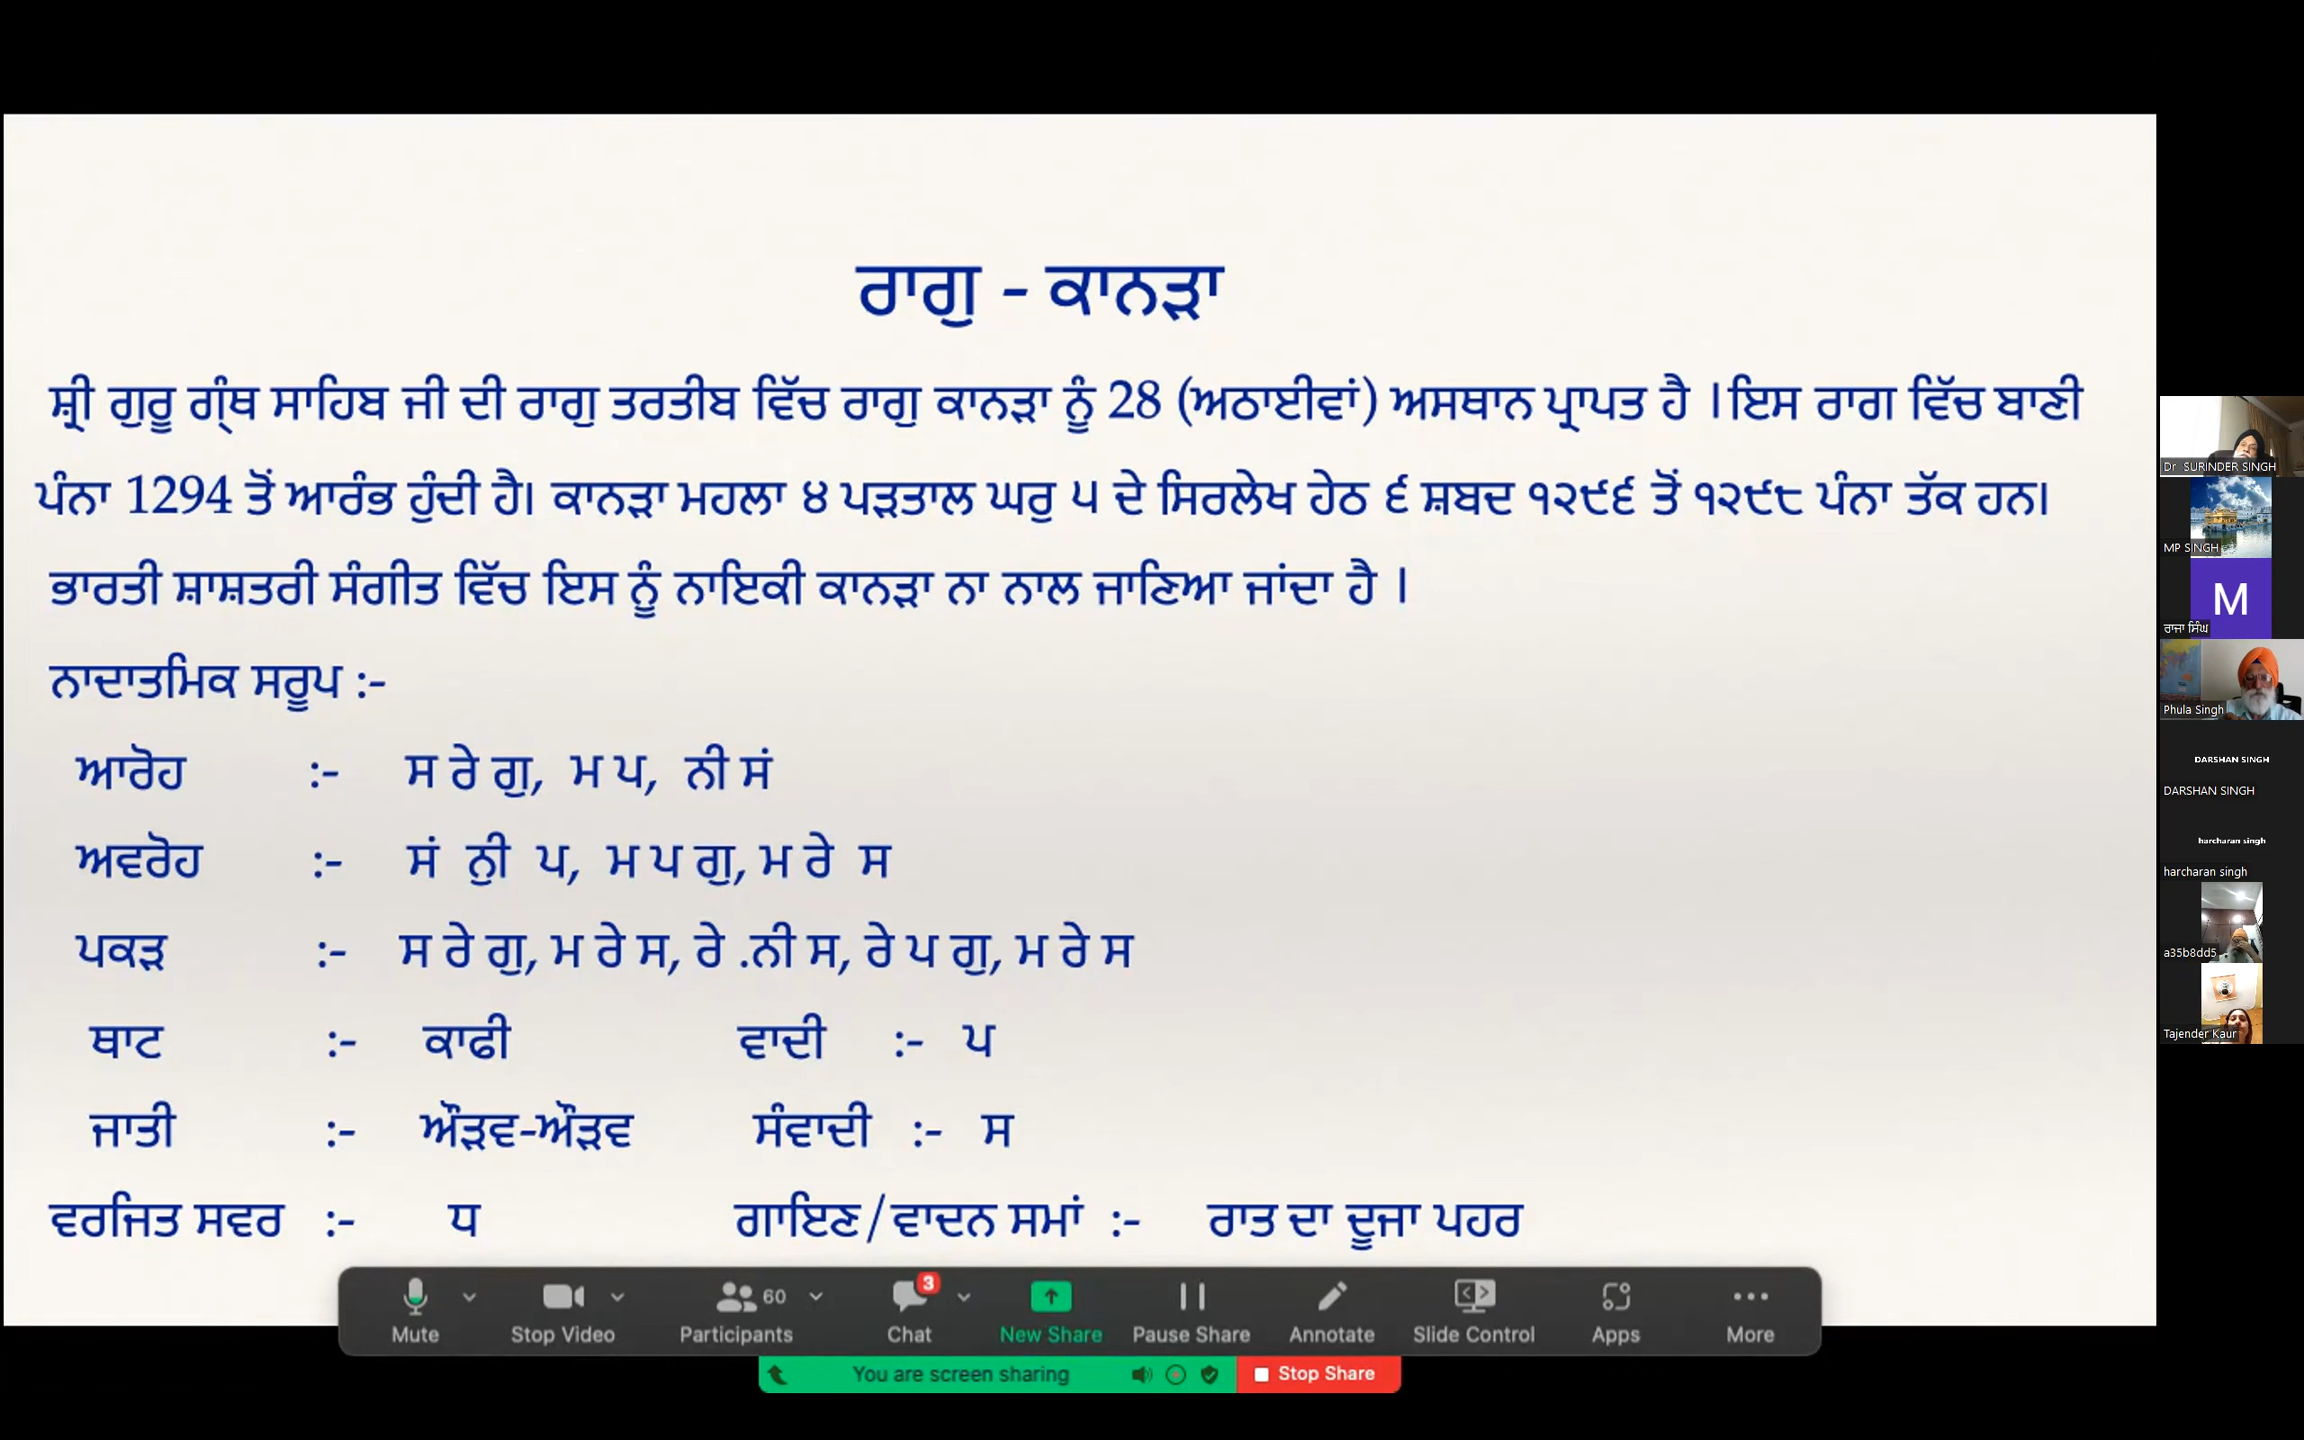 ਰਾਗੁ - ਕਾਨੜਾ
ਸ਼੍ਰੀ ਗੁਰੂ ਗ੍ਰੰਥ ਸਾਹਿਬ ਜੀ ਦੀ ਰਾਗੁ ਤਰਤੀਬ ਵਿੱਚ ਰਾਗੁ ਕਾਨੜਾ ਨੂੰ 28 (ਅਠਾਈਵਾਂ) ਅਸਥਾਨ ਪ੍ਰਾਪਤ ਹੈ ।ਇਸ ਰਾਗ ਵਿੱਚ ਬਾਣੀ
ਪੰਨਾ 1294 ਤੋਂ ਆਰੰਭ ਹੁੰਦੀ ਹੈ। ਕਾਨੜਾ ਮਹਲਾ ੪ ਪੜਤਾਲ ਘਰੁ ੫ ਦੇ ਸਿਰਲੇਖ ਹੇਠ ੬ ਸ਼ਬਦ ੧੨੯੬ ਤੋਂ ੧੨੯੮ ਪੰਨਾ ਤੱਕ ਹਨ।
ਭਾਰਤੀ ਸ਼ਾਸ਼ਤਰੀ ਸੰਗੀਤ ਵਿੱਚ ਇਸ ਨੂੰ ਨਾਇਕੀ ਕਾਨੜਾ ਨਾ ਨਾਲ ਜਾਣਿਆ ਜਾਂਦਾ ਹੈ ।
ਨਾਦਾਤਮਿਕ ਸਰੂਪ :-
ਆਰੋਹ :- ਸ ਰੇ ਗੁ, ਮ ਪ, ਨੀ ਸਂ
ਅਵਰੋਹ :- ਸਂ ਨੁੀ ਪ, ਮ ਪ ਗੁ, ਮ ਰੇ ਸ
ਪਕੜ :- ਸ ਰੇ ਗੁ, ਮ ਰੇ ਸ, ਰੇ .ਨੀ ਸ, ਰੇ ਪ ਗੁ, ਮ ਰੇ ਸ
ਥਾਟ :- ਕਾਫੀ ਵਾਦੀ :- ਪ
ਜਾਤੀ :- ਔੜਵ-ਔੜਵ ਸੰਵਾਦੀ :- ਸ
ਵਰਜਿਤ ਸਵਰ :- ਧ ਗਾਇਣ/ਵਾਦਨ ਸਮਾਂ :- ਰਾਤ ਦਾ ਦੂਜਾ ਪਹਰ
60 3
Mute Stop Video Participants Chat New Share Pause Share Annotate Slide Control Apps More
You are screen sharing Stop Share
Dr SURINDER SINGH
MP SINGH
M
ਰਾਜਾ ਸਿੰਘ
Phula Singh
DARSHAN SINGH
DARSHAN SINGH
harcharan singh
harcharan singh
a35b8dd5
Tajender Kaur